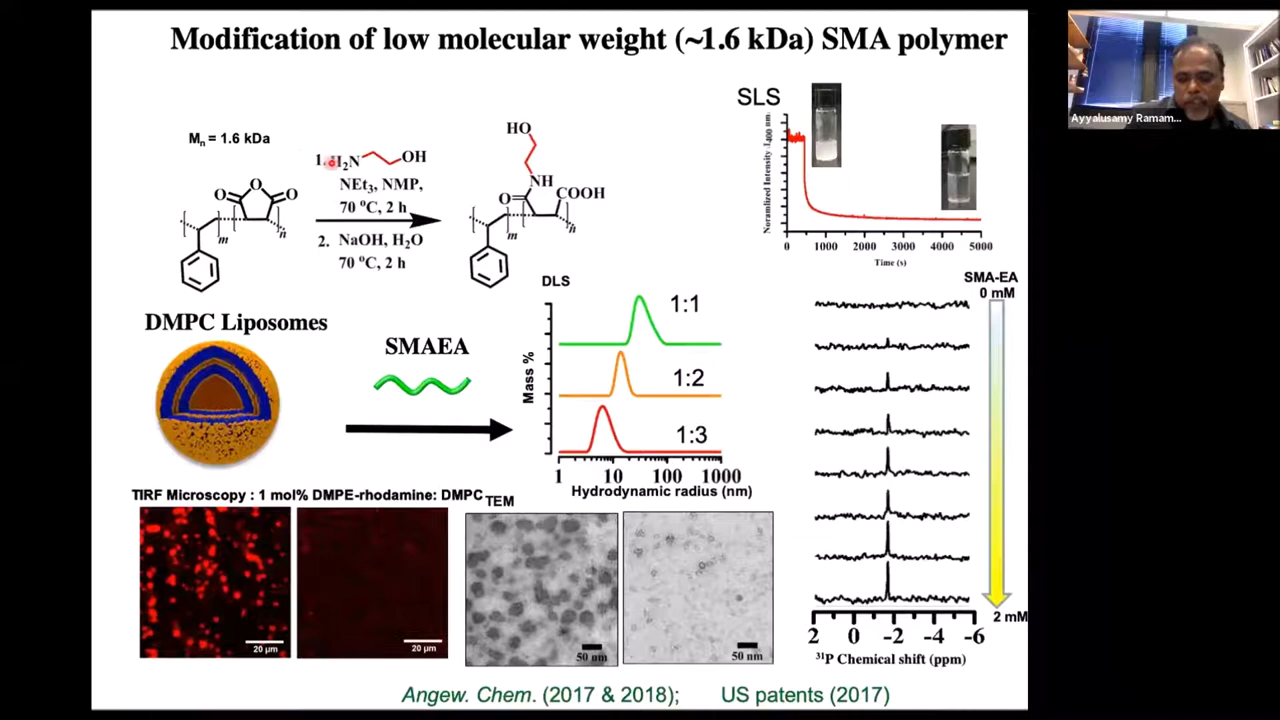 Modification of low molecular weight (~1.6 kDa) SMA polymer
Ayyalusamy Ramam...
Mn = 1.6 kDa
1. H2N OH
NEt3, NMP,
70 °C, 2 h
2. NaOH, H2O
70 °C, 2 h
O O O
m n
HO
NH
O COOH
m n
SLS
Noramlized Intensity I400 nm
0 1000 2000 3000 4000 5000
Time (s)
DMPC Liposomes
SMAEA
DLS
Mass %
1:1
1:2
1:3
1 10 100 1000
Hydrodynamic radius (nm)
SMA-EA
0 mM
2 mM
2 0 -2 -4 -6
31P Chemical shift (ppm)
TIRF Microscopy : 1 mol% DMPE-rhodamine: DMPC
20 µm
20 µm
TEM
50 nm
50 nm
Angew. Chem. (2017 & 2018); US patents (2017)